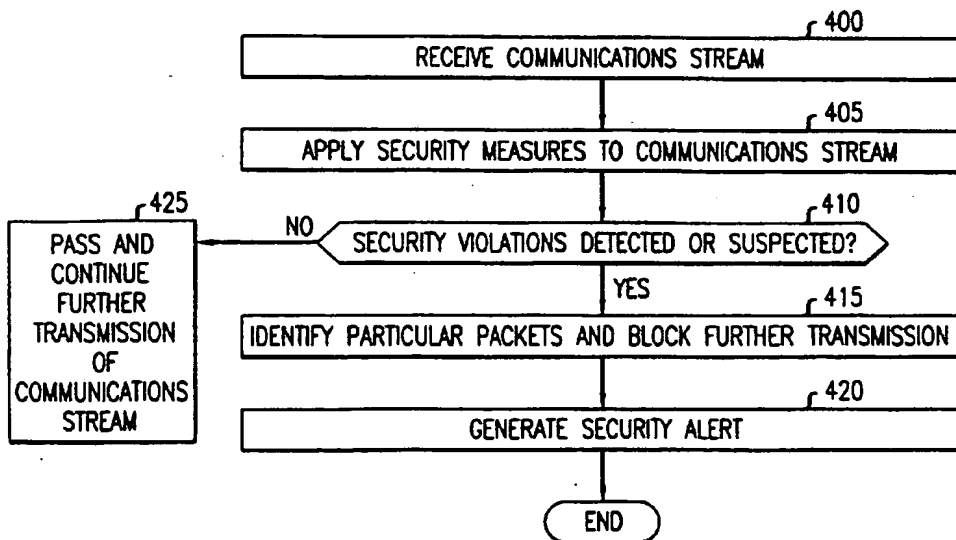 400
RECEIVE COMMUNICATIONS STREAM
405
APPLY SECURITY MEASURES TO COMMUNICATIONS STREAM
410
SECURITY VIOLATIONS DETECTED OR SUSPECTED?
NO
425
PASS AND
CONTINUE
FURTHER
TRANSMISSION
OF
COMMUNICATIONS
STREAM
YES
415
IDENTIFY PARTICULAR PACKETS AND BLOCK FURTHER TRANSMISSION
420
GENERATE SECURITY ALERT
END